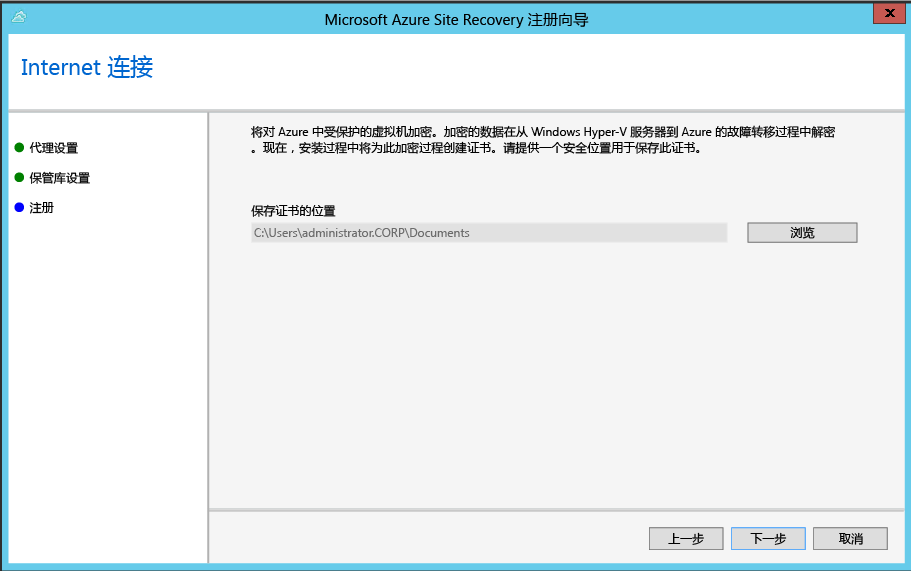 Microsoft Azure Site Recovery 注册向导
Internet 连接
代理设置
保管库设置
注册
将对 Azure 中受保护的虚拟机加密。加密的数据在从 Windows Hyper-V 服务器到 Azure 的故障转移过程中解密
。现在，安装过程中将为此加密过程创建证书。请提供一个安全位置用于保存此证书。
保存证书的位置
C:\Users\administrator.CORP\Documents
浏览
上一步
下一步
取消